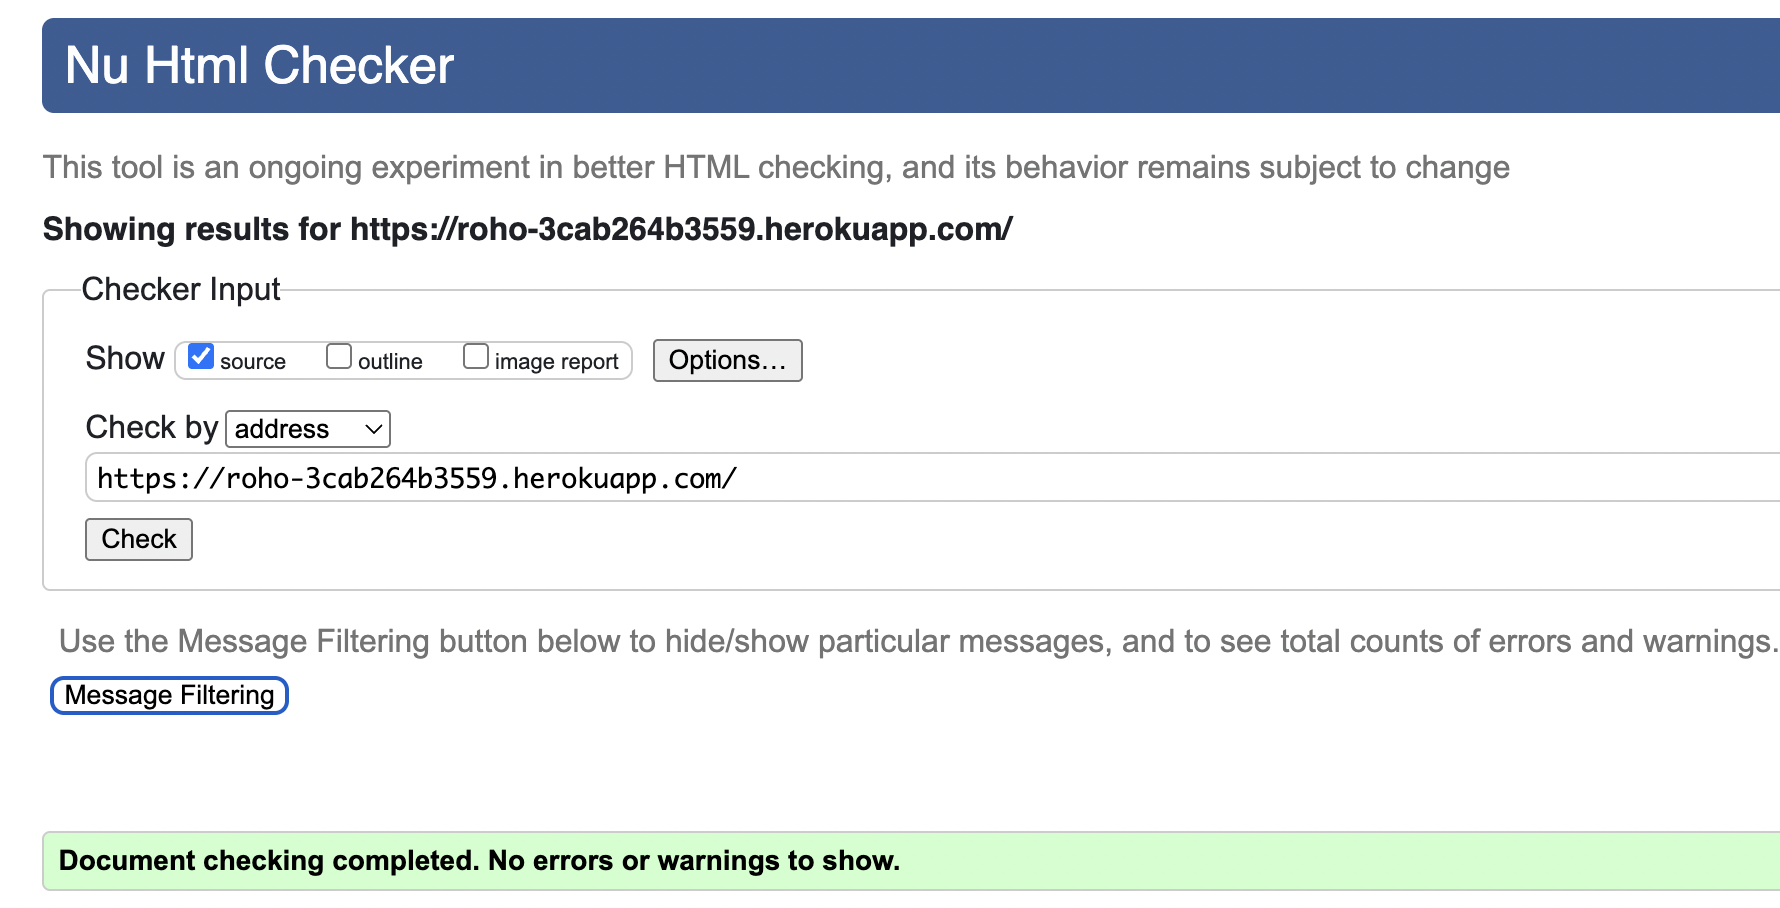 Nu Html Checker
This tool is an ongoing experiment in better HTML checking, and its behavior remains subject to change
Showing results for https://roho-3cab264b3559.herokuapp.com/
Checker Input
Show source outline image report Options...
Check by address
https://roho-3cab264b3559.herokuapp.com/
Check
Use the Message Filtering button below to hide/show particular messages, and to see total counts of errors and warnings.
Message Filtering
Document checking completed. No errors or warnings to show.